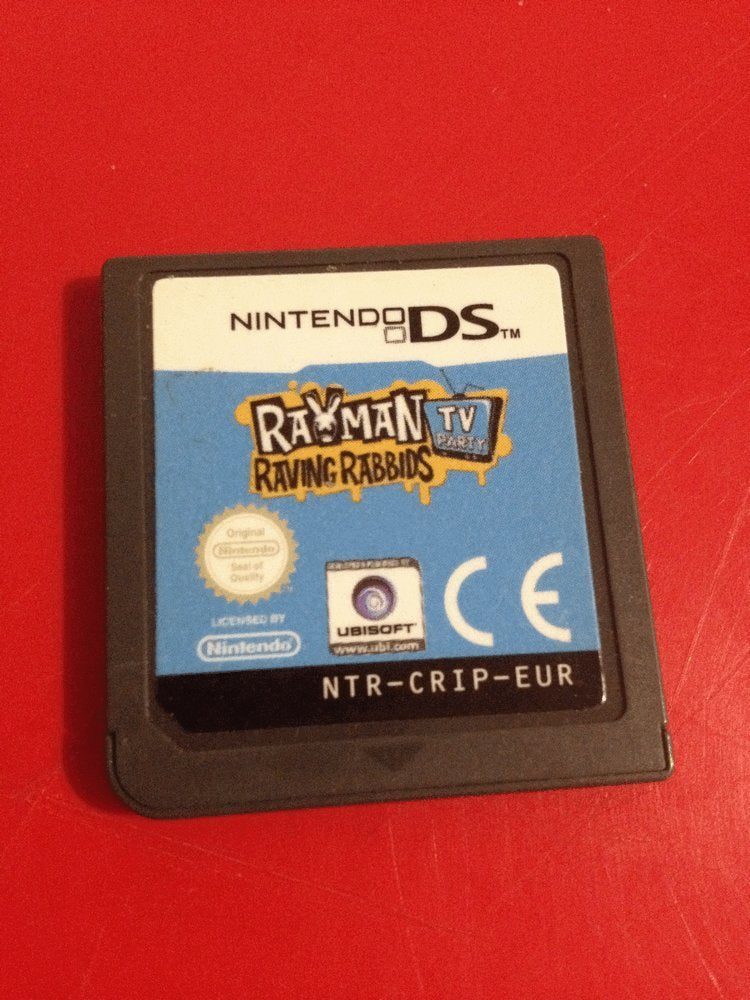 NINTENDO DS™
RAYMAN
TV
PARTY
RAVING RABBIDS
Original
Nintendo
Seal of
Quality
LICENSED BY
Nintendo
UBISOFT
www.ubi.com
CE
NTR-CRIP-EUR